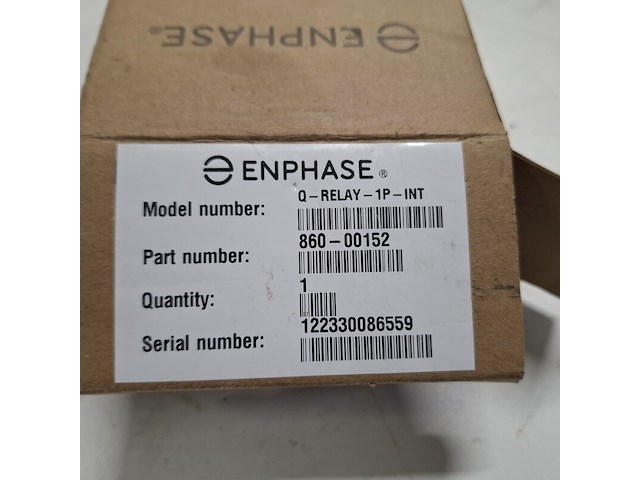 ENPHASE®
ENPHASE®
Model number: Q-RELAY-1P-INT
Part number: 860-00152
Quantity: 1
Serial number: 122330086559